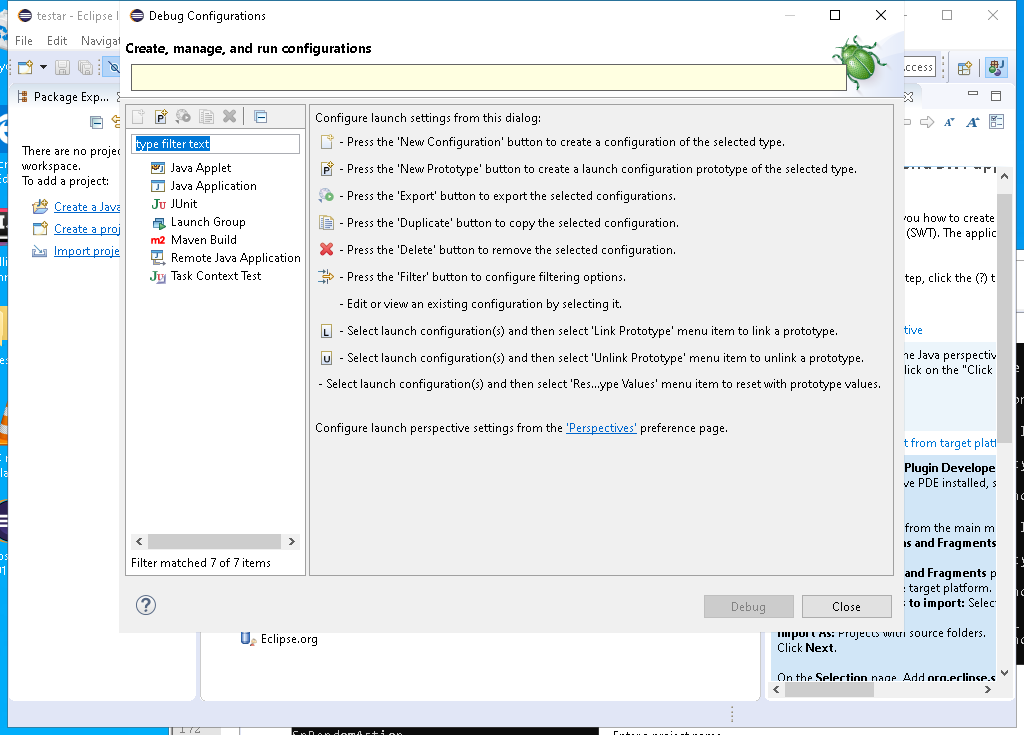 testar - Eclipse
Debug Configurations
File Edit Navigat
Create, manage, and run configurations
ccess
Package Exp...
There are no projec
workspace.
To add a project:
Create a Java
Create a proj
Import proje
type filter text
Java Applet
Java Application
JUnit
Launch Group
Maven Build
Remote Java Application
Task Context Test
Filter matched 7 of 7 items
Configure launch settings from this dialog:
- Press the 'New Configuration' button to create a configuration of the selected type.
- Press the 'New Prototype' button to create a launch configuration prototype of the selected type.
- Press the 'Export' button to export the selected configurations.
- Press the 'Duplicate' button to copy the selected configuration.
- Press the 'Delete' button to remove the selected configuration.
- Press the 'Filter' button to configure filtering options.
- Edit or view an existing configuration by selecting it.
- Select launch configuration(s) and then select 'Link Prototype' menu item to link a prototype.
- Select launch configuration(s) and then select 'Unlink Prototype' menu item to unlink a prototype.
- Select launch configuration(s) and then select 'Res...ype Values' menu item to reset with prototype values.
Configure launch perspective settings from the 'Perspectives' preference page.
Debug
Close
you how to create
(SWT). The applic
tep, click the (?) t
tive
he Java perspectiv
lick on the "Click
t from target platf
Plugin Develope
ve PDE installed, s
from the main m
ns and Fragments
and Fragments p
e target platform.
s to import: Selec
Import As: Projects with source folders.
Click Next.
On the Selection page, Add org.eclipse.s
Eclipse.org
172
SpRandomAction
Enter a project name